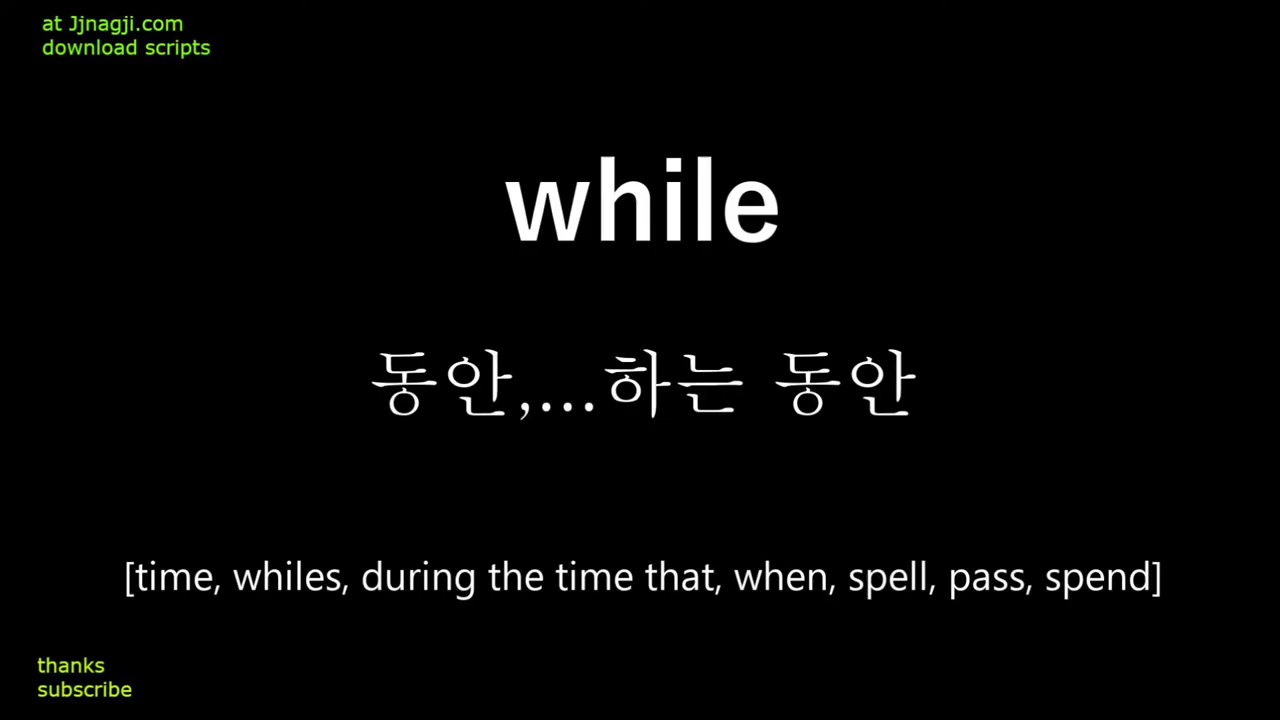 at Jjnagji.com
download scripts
while
동안,...하는 동안
[time, whiles, during the time that, when, spell, pass, spend]
thanks
subscribe